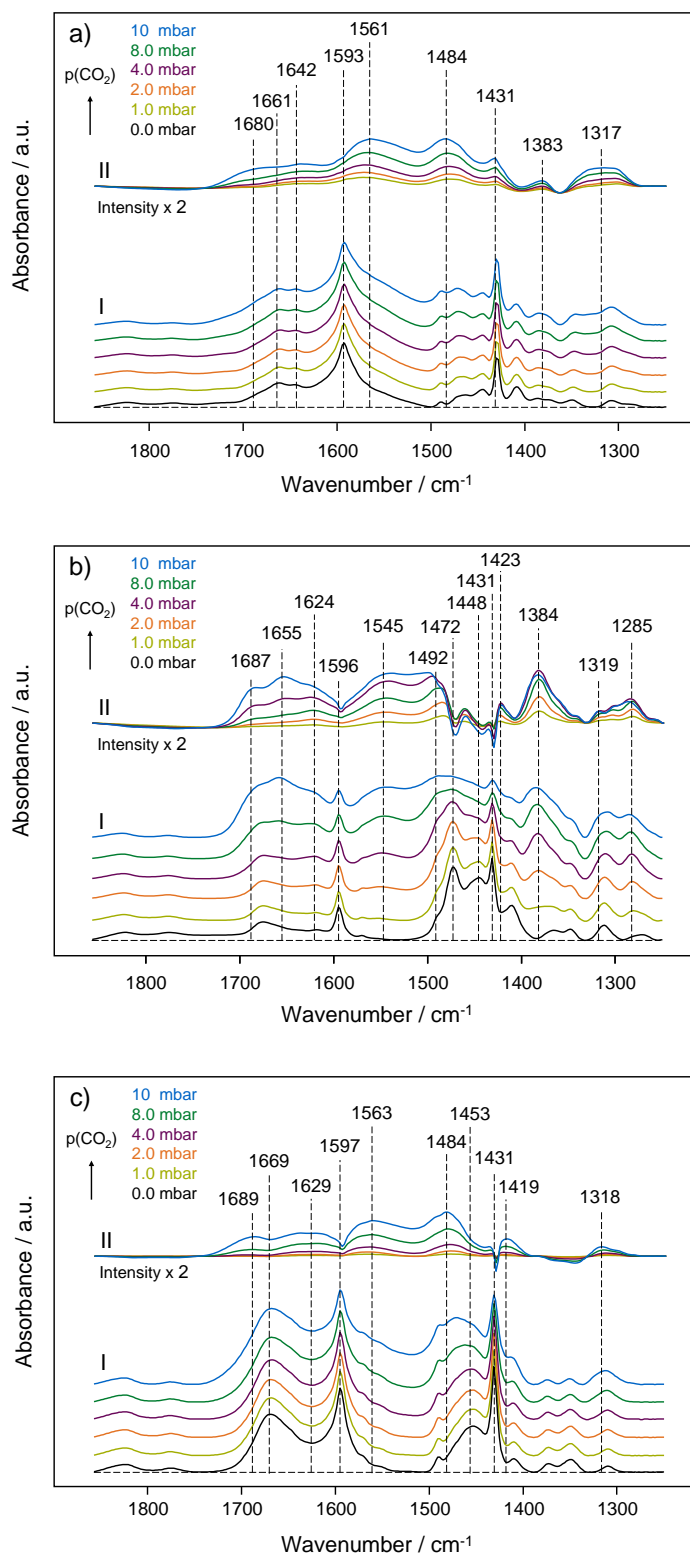 a)
p(CO2)
10 mbar
8.0 mbar
4.0 mbar
2.0 mbar
1.0 mbar
0.0 mbar
1680
1661
1642
1593
1561
1484
1431
1383
1317
II
Intensity x 2
I
Absorbance / a.u.
1800 1700 1600 1500 1400 1300
Wavenumber / cm-1
b)
p(CO2)
10 mbar
8.0 mbar
4.0 mbar
2.0 mbar
1.0 mbar
0.0 mbar
1687
1655
1624
1596
1545
1492
1472
1448
1431
1423
1384
1319
1285
II
Intensity x 2
I
Absorbance / a.u.
1800 1700 1600 1500 1400 1300
Wavenumber / cm-1
c)
p(CO2)
10 mbar
8.0 mbar
4.0 mbar
2.0 mbar
1.0 mbar
0.0 mbar
1689
1669
1629
1597
1563
1484
1453
1431
1419
1318
II
Intensity x 2
I
Absorbance / a.u.
1800 1700 1600 1500 1400 1300
Wavenumber / cm-1